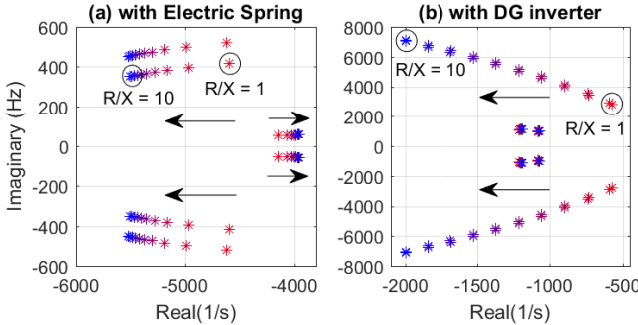 (a) with Electric Spring
Imaginary (Hz)
600
400
200
0
-200
-400
600
-6000
-5000
-4000
Real(1/s)
R/X = 10
R/X = 1
(b) with DG inverter
8000
6000
4000
2000
0
2000
4000
6000
-8000
-2000
-1500
-1000
-500
Real(1/s)
R/X = 10
R/X = 1